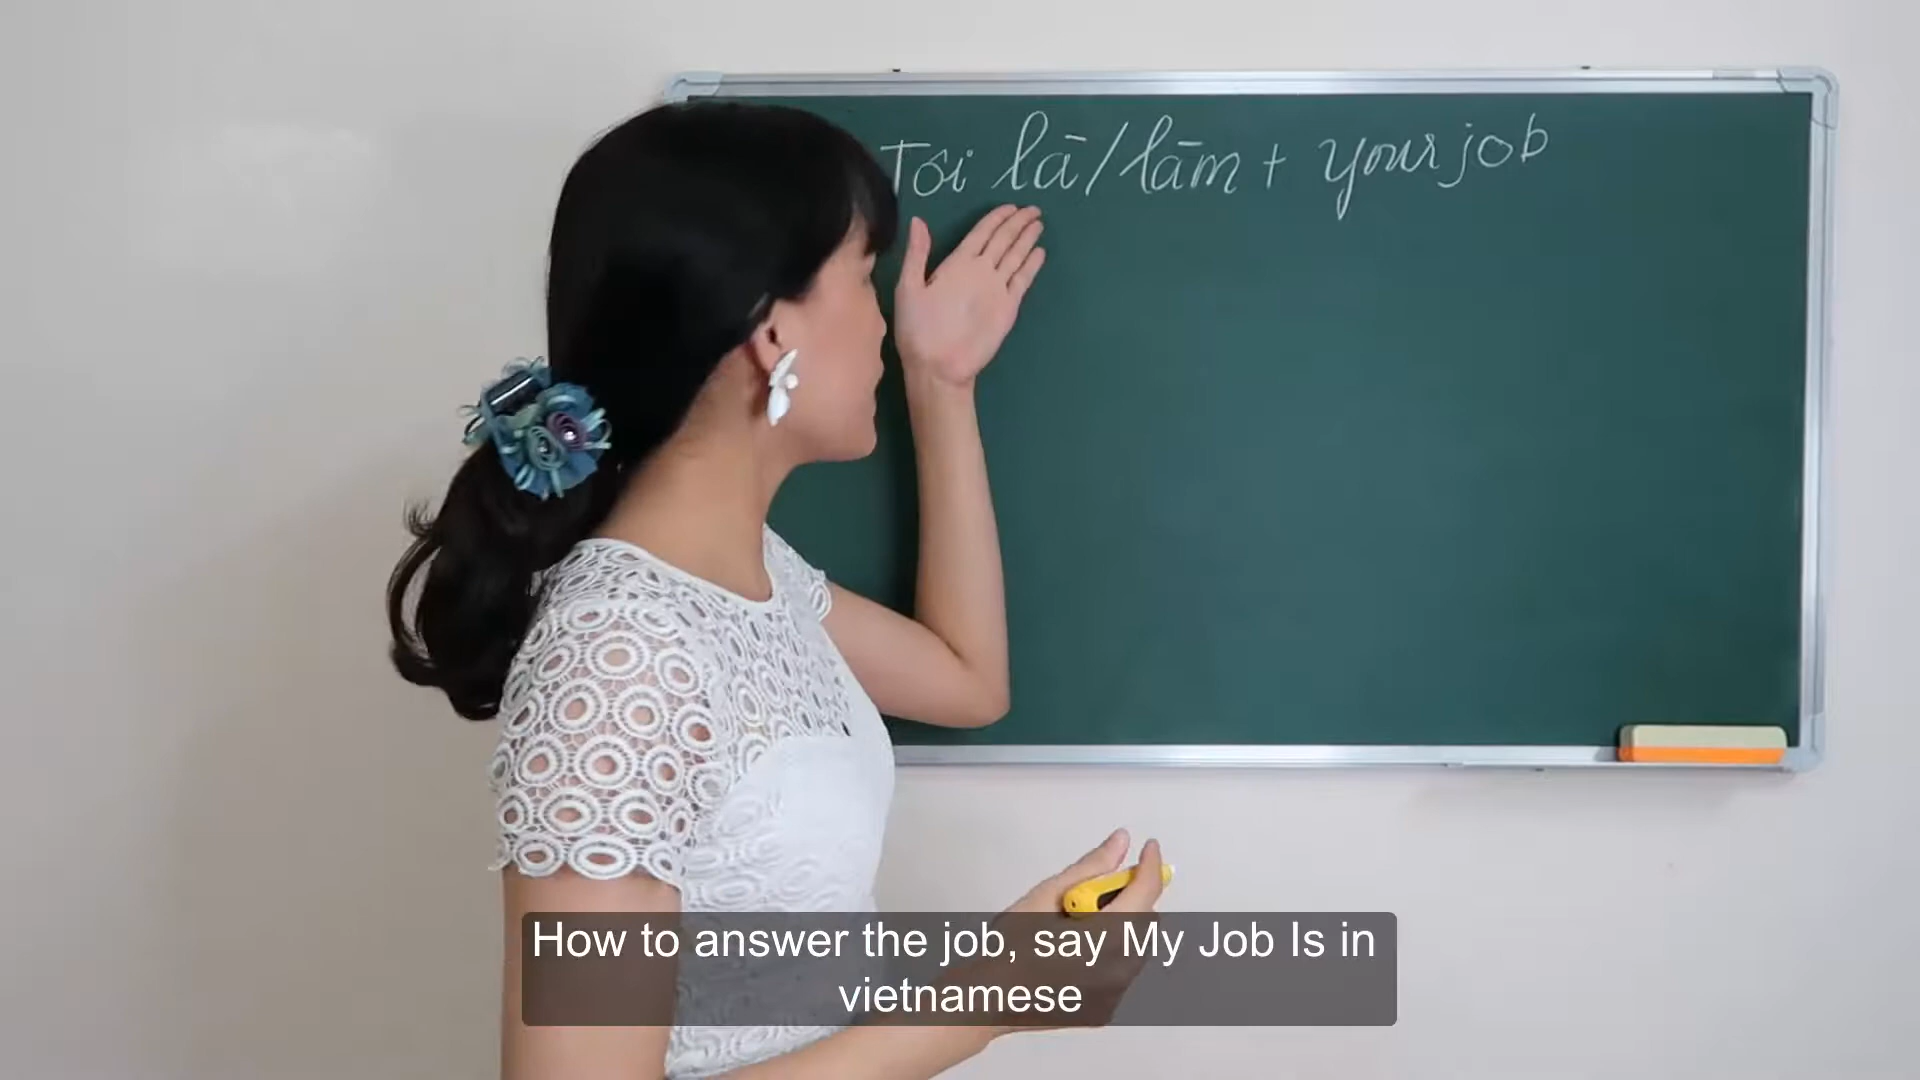 Tôi là/làm + your job
How to answer the job, say My Job Is in
vietnamese